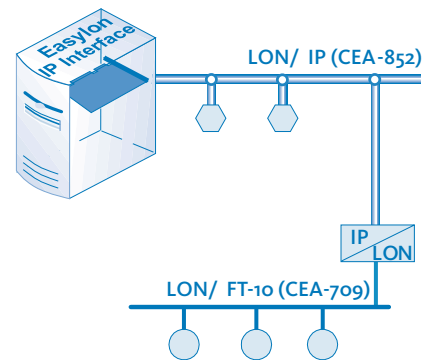 Easylon
IP Interface
LON/ IP (CEA-852)
IP
LON
LON/ FT-10 (CEA-709)